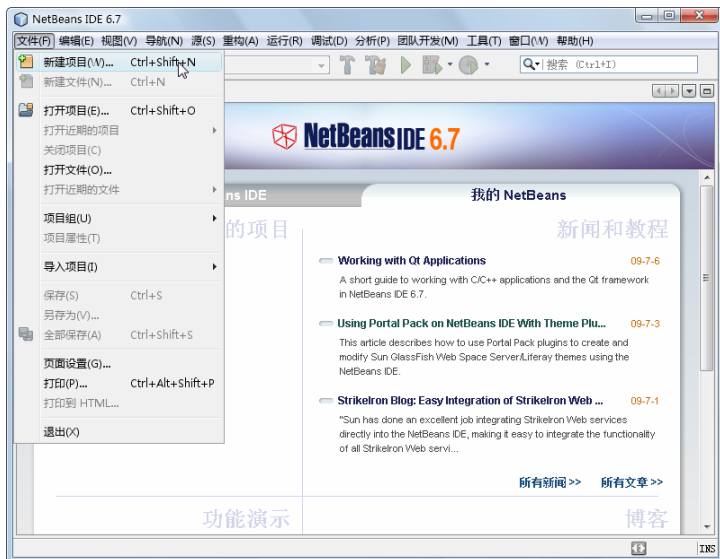 NetBeans IDE 6.7
文件(F) 编辑(E) 视图(V) 导航(N) 源(S) 重构(A) 运行(R) 调试(D) 分析(P) 团队开发(M) 工具(T) 窗口(W) 帮助(H)
新建项目(W)... Ctrl+Shift+N
搜索 (Ctrl+I)
新建文件(N)... Ctrl+N
打开项目(E)... Ctrl+Shift+O
打开近期的项目
关闭项目(C)
打开文件(O)...
打开近期的文件
项目组(U)
项目属性(T)
导入项目(I)
保存(S) Ctrl+S
另存为(V)...
全部保存(A) Ctrl+Shift+S
页面设置(G)...
打印(P)... Ctrl+Alt+Shift+P
打印到 HTML...
退出(X)
NetBeans IDE 6.7
ns IDE
我的 NetBeans
的项目
新闻和教程
Working with Qt Applications 09-7-6
A short guide to working with C/C++ applications and the Qt framework
in NetBeans IDE 6.7.
Using Portal Pack on NetBeans IDE With Theme Plu... 09-7-3
This article describes how to use Portal Pack plugins to create and
modify Sun GlassFish Web Space Server/Liferay themes using the
NetBeans IDE.
StrikeIron Blog: Easy Integration of StrikeIron Web ... 09-7-1
"Sun has done an excellent job integrating StrikeIron Web services
directly into the NetBeans IDE, making it easy to integrate the functionality
of all StrikeIron Web servi...
所有新闻 >> 所有文章 >>
功能演示
博客
INS